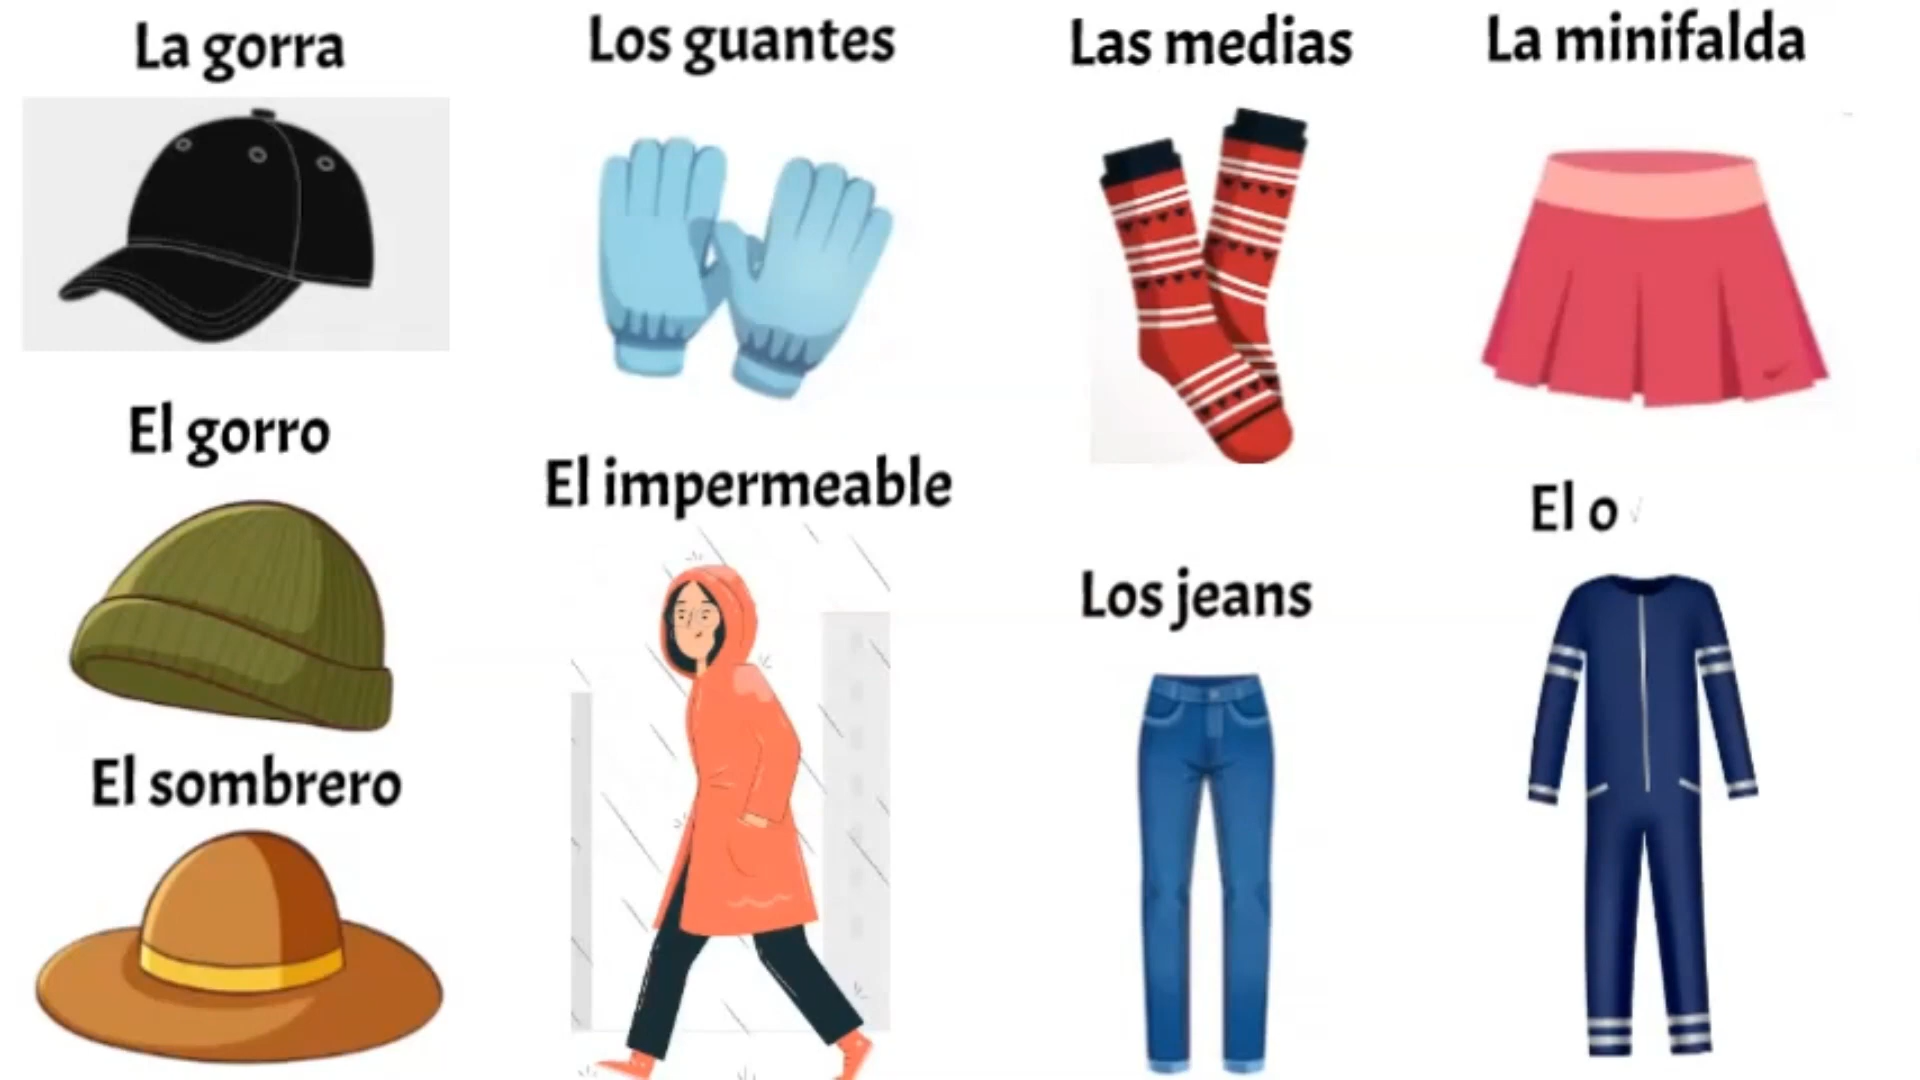 La gorra
Los guantes
Las medias
La minifalda
El gorro
El impermeable
El o
Los jeans
El sombrero